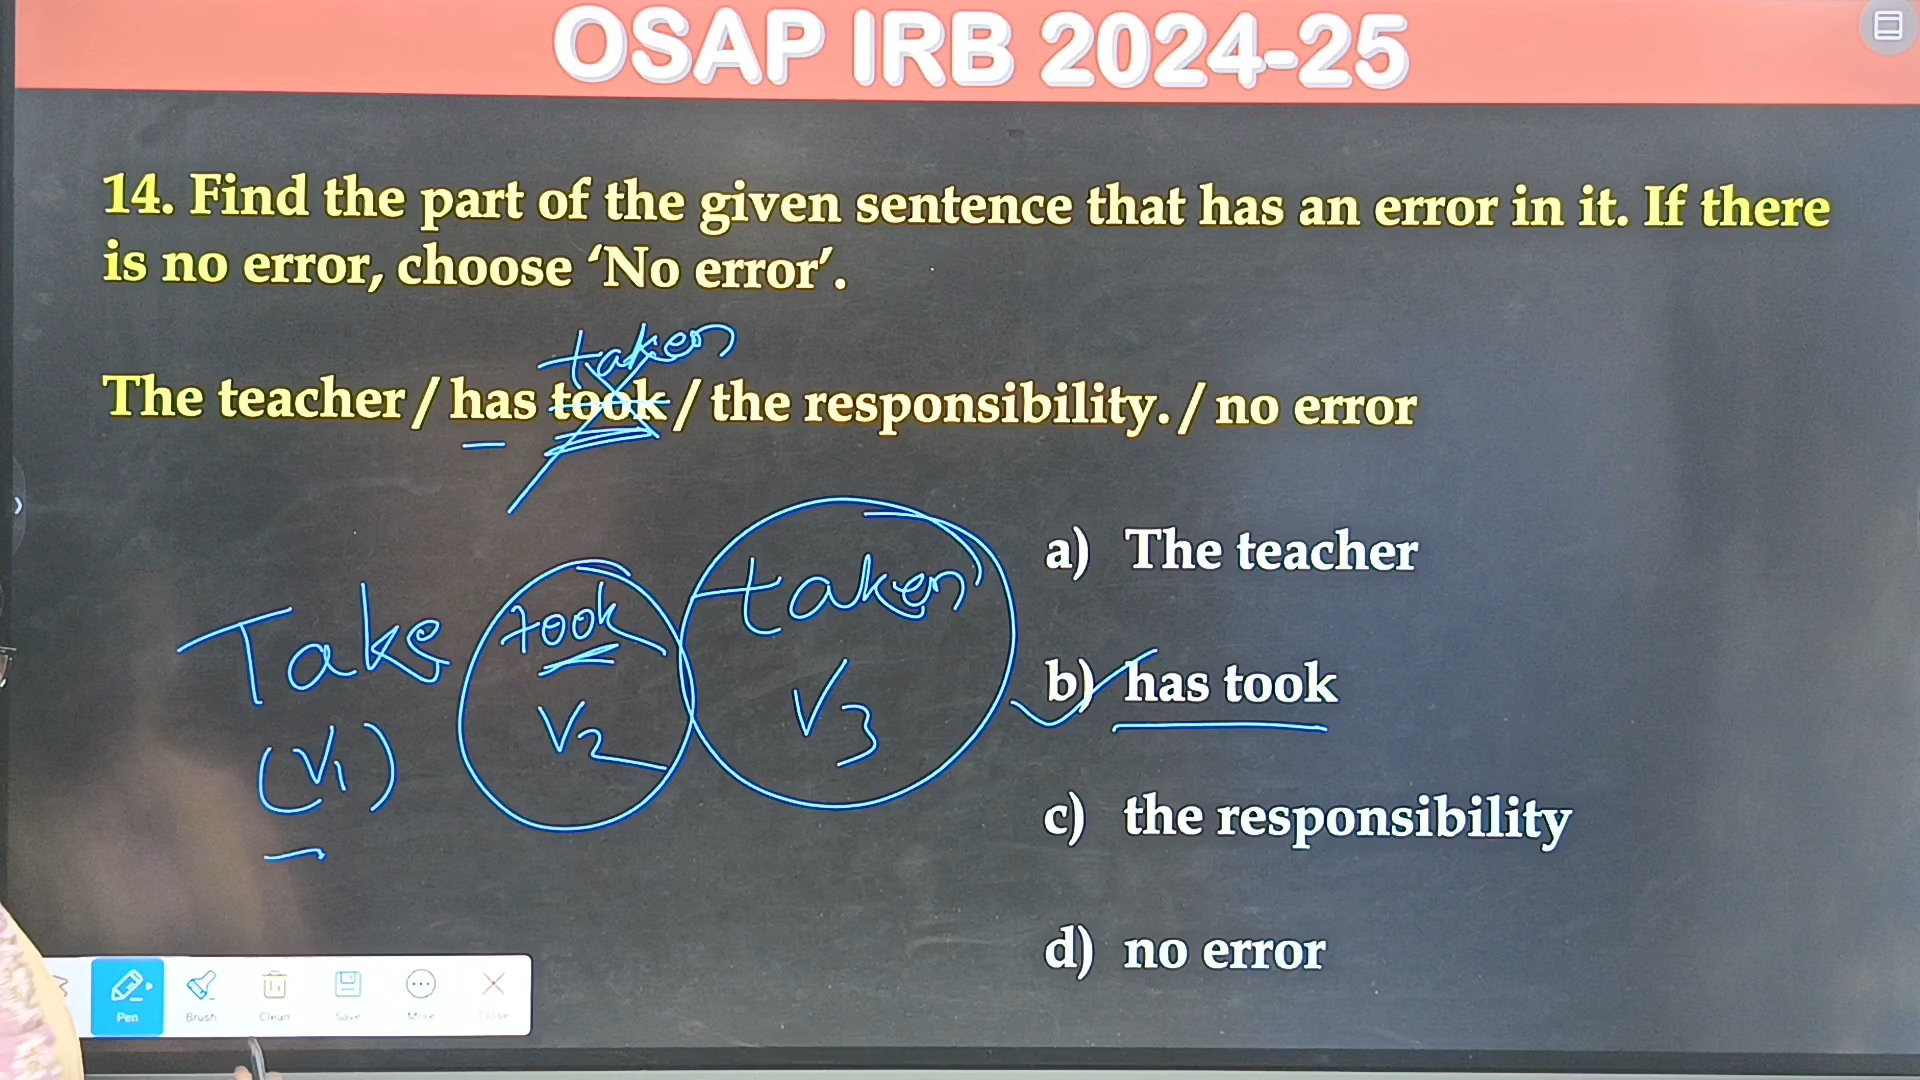 OSAP IRB 2024-25
14. Find the part of the given sentence that has an error in it. If there
is no error, choose ‘No error’.
taken
The teacher / has took / the responsibility. / no error
a) The teacher
Take took taken
b) has took
(V1) V2 V3
c) the responsibility
d) no error
Pen Brush Clean Save More Close